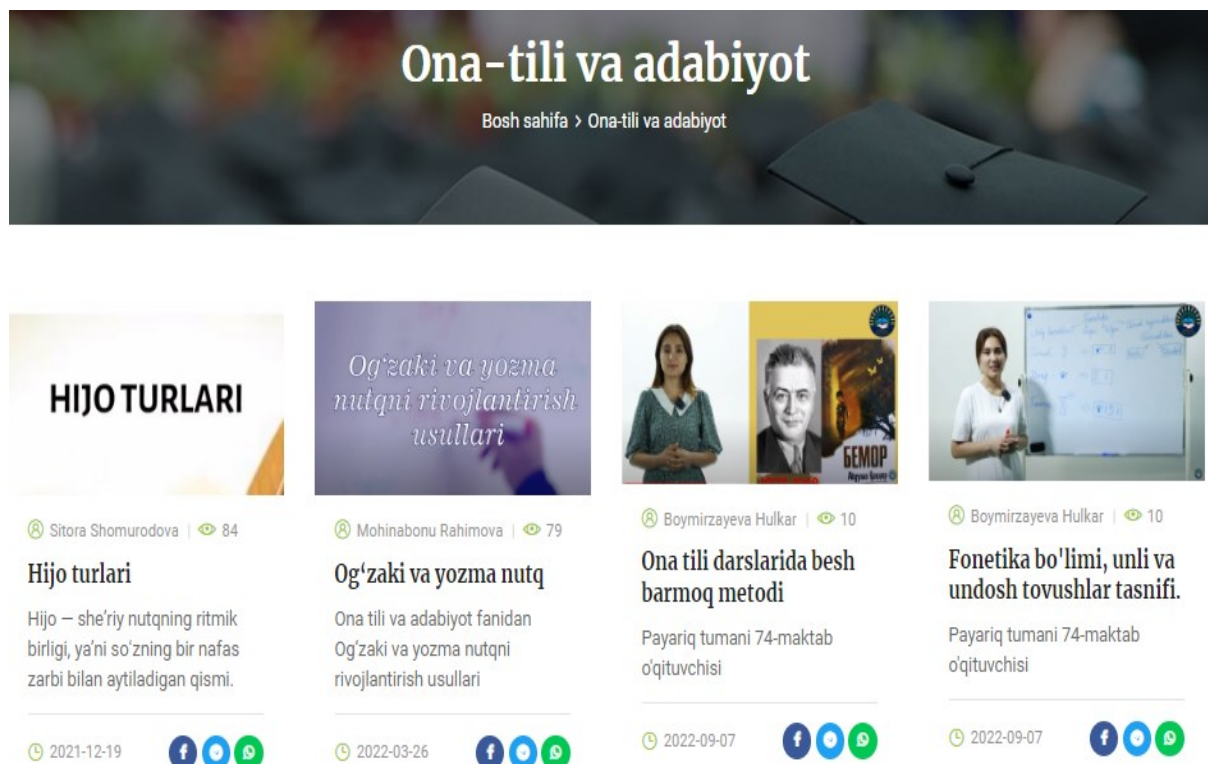 Ona-tili va adabiyot
Bosh sahifa > Ona-tili va adabiyot
HIJO TURLARI
Sitora Shomurodova | 84
Hijo turlari
Hijo — she’riy nutqning ritmik
birligi, ya’ni so‘zning bir nafas
zarbi bilan aytiladigan qismi.
2021-12-19
Og‘zaki va yozma
nutqni rivojlantirish
usullari
Mohinabonu Rahimova | 79
Og‘zaki va yozma nutq
Ona tili va adabiyot fanidan
Og‘zaki va yozma nutqni
rivojlantirish usullari
2022-03-26
БЕМОР
Boymirzayeva Hulkar | 10
Ona tili darslarida besh
barmoq metodi
Payariq tumani 74-maktab
o'qituvchisi
2022-09-07
Boymirzayeva Hulkar | 10
Fonetika bo'limi, unli va
undosh tovushlar tasnifi.
Payariq tumani 74-maktab
o'qituvchisi
2022-09-07